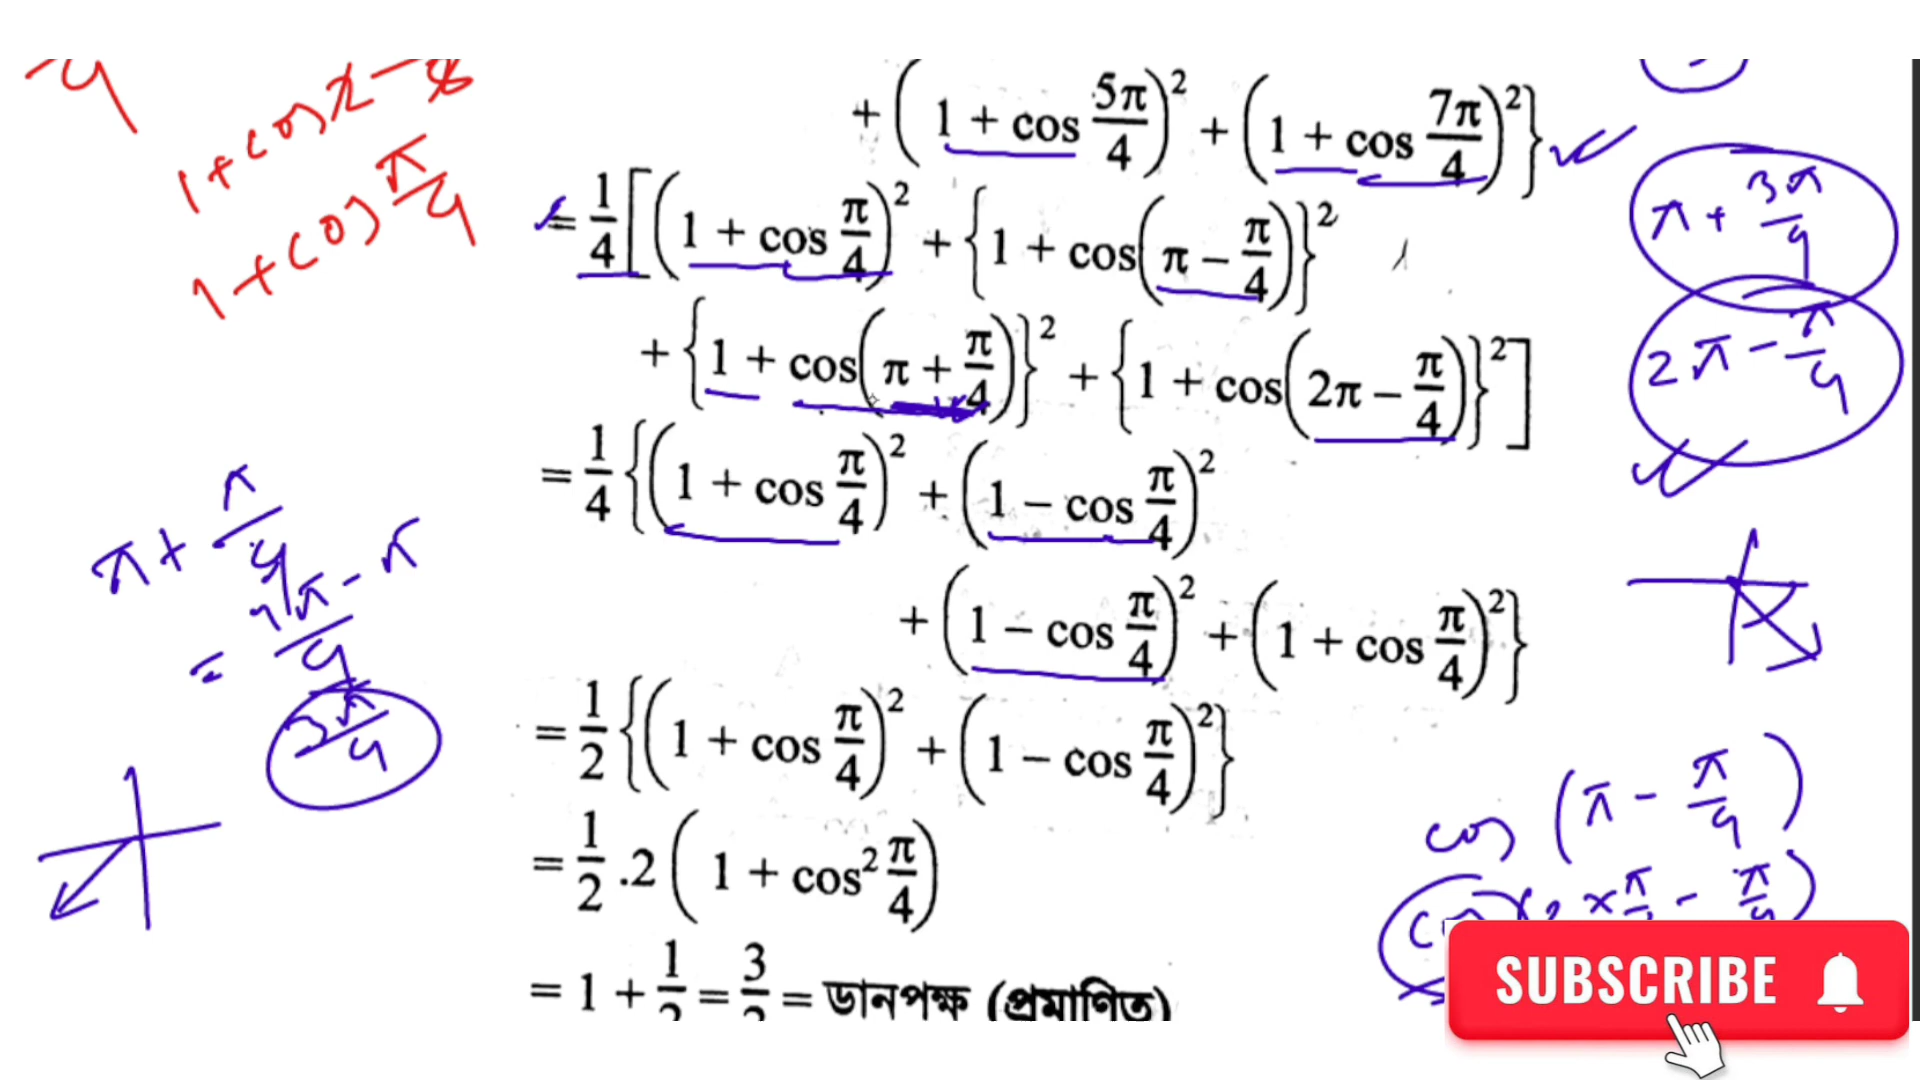 + (1 + cos 5π/4)² + (1 + cos 7π/4)²}
= 1/4 [(1 + cos π/4)² + {1 + cos(π − π/4)}²
+ {1 + cos(π + π/4)}² + {1 + cos(2π − π/4)}²]
= 1/4 {(1 + cos π/4)² + (1 − cos π/4)²
+ (1 − cos π/4)² + (1 + cos π/4)²}
= 1/2 {(1 + cos π/4)² + (1 − cos π/4)²}
= 1/2 .2 (1 + cos² π/4)
= 1 + 1/2 = 3/2 = ডানপক্ষ (প্রমাণিত)
1 + cos π/4
π + π/4
3π/4
π + 3π/4
2π − π/4
cos (π − π/4)
SUBSCRIBE